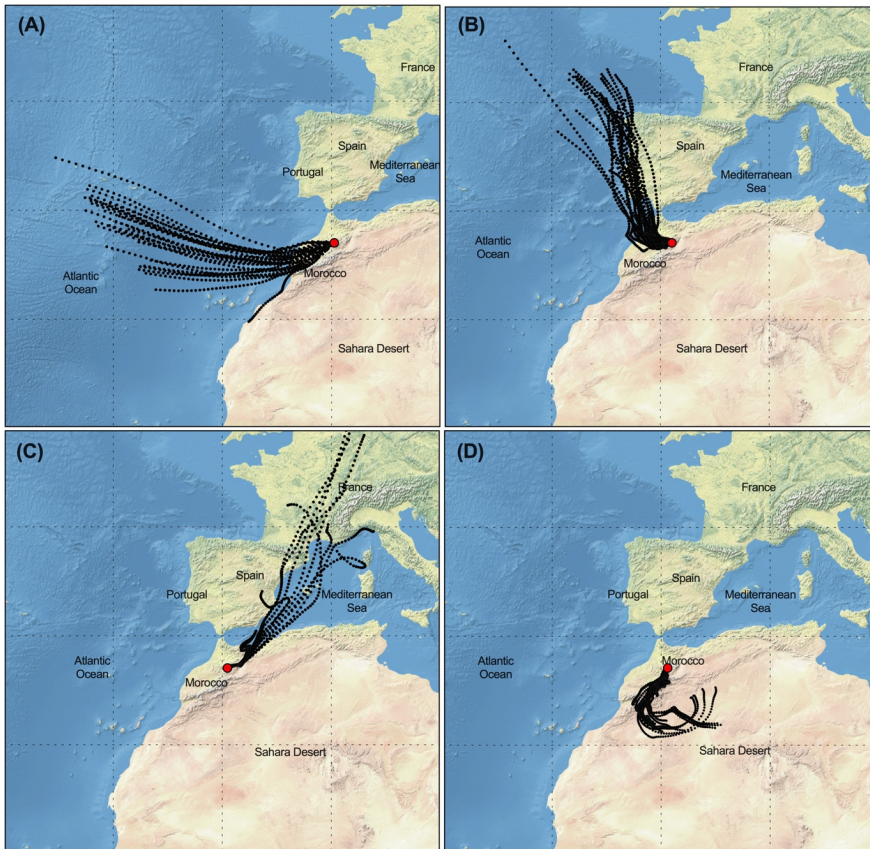 (A)
France
Spain
Portugal
Mediterranean
Sea
Atlantic
Ocean
Morocco
Sahara Desert
(B)
France
Spain
Mediterranean
Sea
Atlantic
Ocean
Morocco
Sahara Desert
(C)
France
Spain
Portugal
Mediterranean
Sea
Atlantic
Ocean
Morocco
Sahara Desert
(D)
France
Spain
Portugal
Mediterranean
Sea
Atlantic
Ocean
Morocco
Sahara Desert